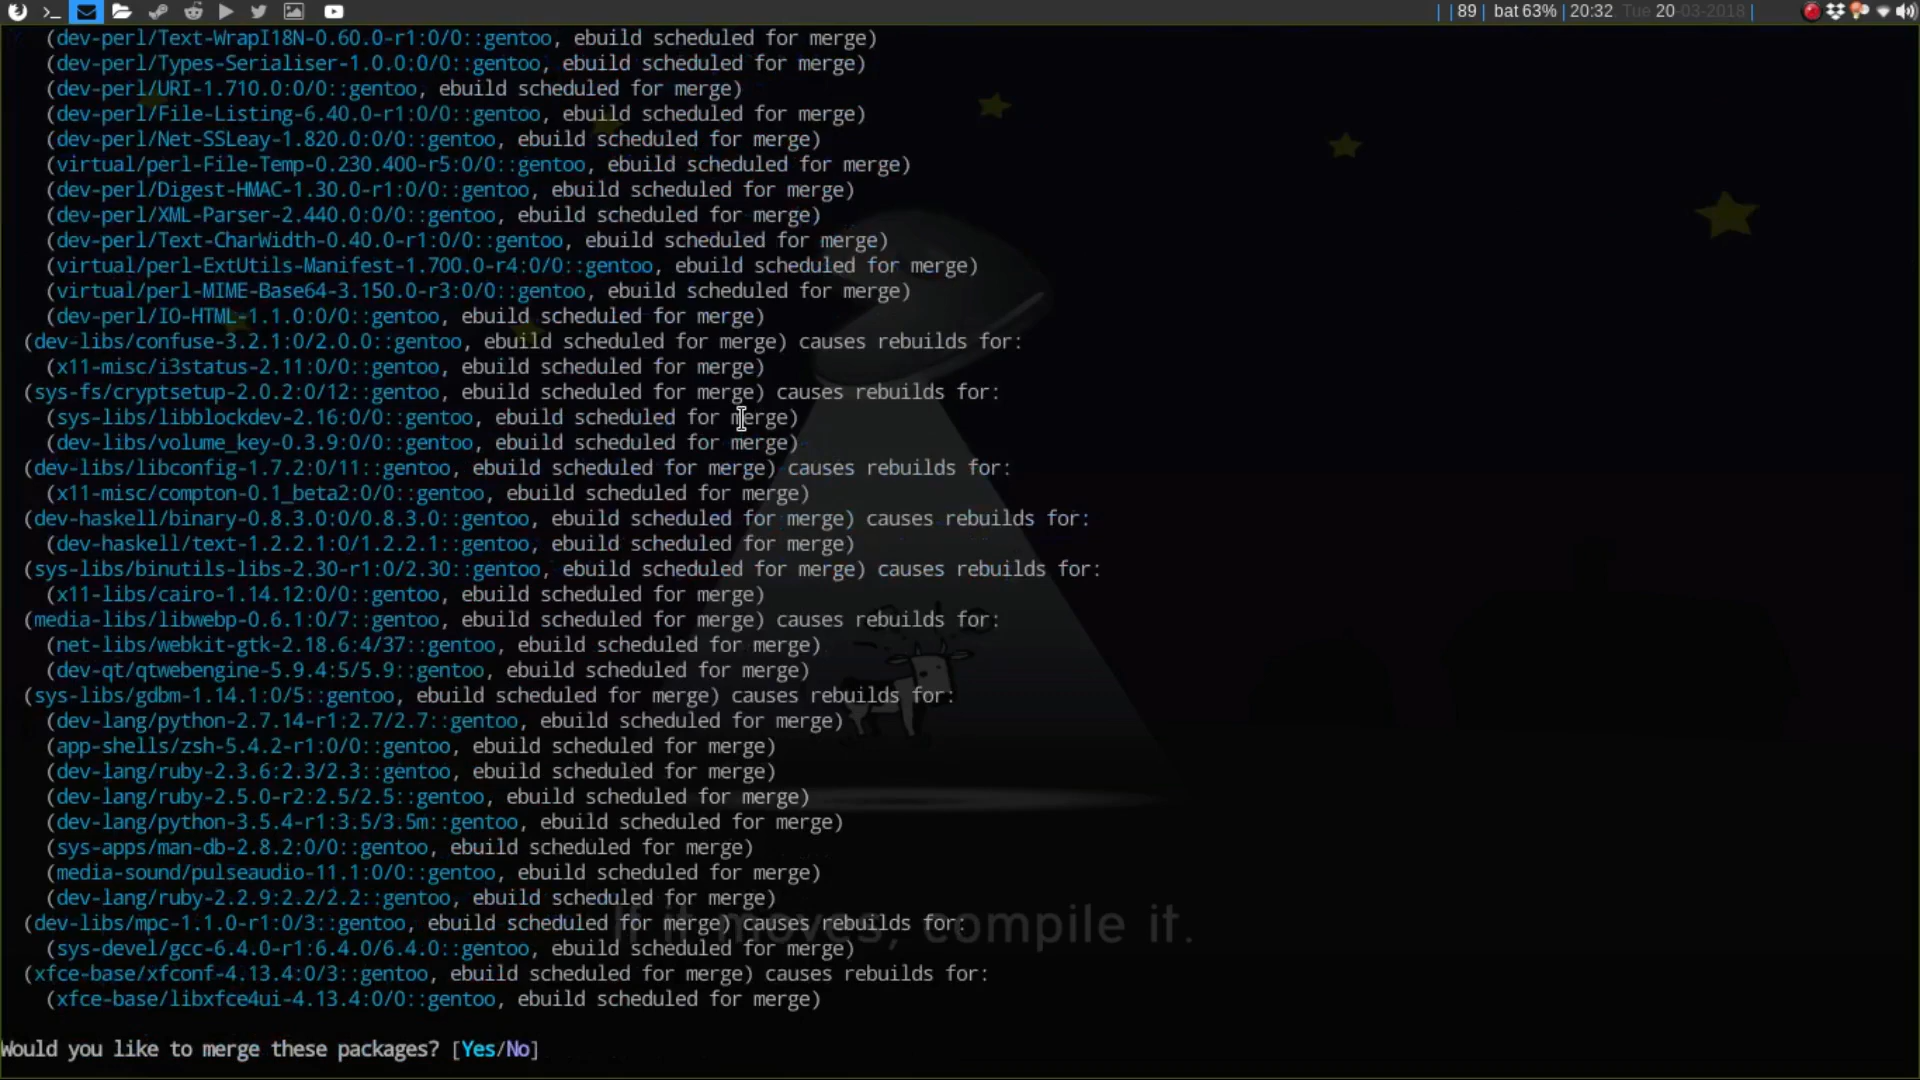 | | 89 | bat 63% | 20:32 Tue 20-03-2018 |
(dev-perl/Text-WrapI18N-0.60.0-r1:0/0::gentoo, ebuild scheduled for merge)
(dev-perl/Types-Serialiser-1.0.0:0/0::gentoo, ebuild scheduled for merge)
(dev-perl/URI-1.710.0:0/0::gentoo, ebuild scheduled for merge)
(dev-perl/File-Listing-6.40.0-r1:0/0::gentoo, ebuild scheduled for merge)
(dev-perl/Net-SSLeay-1.820.0:0/0::gentoo, ebuild scheduled for merge)
(virtual/perl-File-Temp-0.230.400-r5:0/0::gentoo, ebuild scheduled for merge)
(dev-perl/Digest-HMAC-1.30.0-r1:0/0::gentoo, ebuild scheduled for merge)
(dev-perl/XML-Parser-2.440.0:0/0::gentoo, ebuild scheduled for merge)
(dev-perl/Text-CharWidth-0.40.0-r1:0/0::gentoo, ebuild scheduled for merge)
(virtual/perl-ExtUtils-Manifest-1.700.0-r4:0/0::gentoo, ebuild scheduled for merge)
(virtual/perl-MIME-Base64-3.150.0-r3:0/0::gentoo, ebuild scheduled for merge)
(dev-perl/IO-HTML-1.1.0:0/0::gentoo, ebuild scheduled for merge)
(dev-libs/confuse-3.2.1:0/2.0.0::gentoo, ebuild scheduled for merge) causes rebuilds for:
(x11-misc/i3status-2.11:0/0::gentoo, ebuild scheduled for merge)
(sys-fs/cryptsetup-2.0.2:0/12::gentoo, ebuild scheduled for merge) causes rebuilds for:
(sys-libs/libblockdev-2.16:0/0::gentoo, ebuild scheduled for merge)
(dev-libs/volume_key-0.3.9:0/0::gentoo, ebuild scheduled for merge)
(dev-libs/libconfig-1.7.2:0/11::gentoo, ebuild scheduled for merge) causes rebuilds for:
(x11-misc/compton-0.1_beta2:0/0::gentoo, ebuild scheduled for merge)
(dev-haskell/binary-0.8.3.0:0/0.8.3.0::gentoo, ebuild scheduled for merge) causes rebuilds for:
(dev-haskell/text-1.2.2.1:0/1.2.2.1::gentoo, ebuild scheduled for merge)
(sys-libs/binutils-libs-2.30-r1:0/2.30::gentoo, ebuild scheduled for merge) causes rebuilds for:
(x11-libs/cairo-1.14.12:0/0::gentoo, ebuild scheduled for merge)
(media-libs/libwebp-0.6.1:0/7::gentoo, ebuild scheduled for merge) causes rebuilds for:
(net-libs/webkit-gtk-2.18.6:4/37::gentoo, ebuild scheduled for merge)
(dev-qt/qtwebengine-5.9.4:5/5.9::gentoo, ebuild scheduled for merge)
(sys-libs/gdbm-1.14.1:0/5::gentoo, ebuild scheduled for merge) causes rebuilds for:
(dev-lang/python-2.7.14-r1:2.7/2.7::gentoo, ebuild scheduled for merge)
(app-shells/zsh-5.4.2-r1:0/0::gentoo, ebuild scheduled for merge)
(dev-lang/ruby-2.3.6:2.3/2.3::gentoo, ebuild scheduled for merge)
(dev-lang/ruby-2.5.0-r2:2.5/2.5::gentoo, ebuild scheduled for merge)
(dev-lang/python-3.5.4-r1:3.5/3.5m::gentoo, ebuild scheduled for merge)
(sys-apps/man-db-2.8.2:0/0::gentoo, ebuild scheduled for merge)
(media-sound/pulseaudio-11.1:0/0::gentoo, ebuild scheduled for merge)
(dev-lang/ruby-2.2.9:2.2/2.2::gentoo, ebuild scheduled for merge)
(dev-libs/mpc-1.1.0-r1:0/3::gentoo, ebuild scheduled for merge) causes rebuilds for:
If it moves, compile it.
(sys-devel/gcc-6.4.0-r1:6.4.0/6.4.0::gentoo, ebuild scheduled for merge)
(xfce-base/xfconf-4.13.4:0/3::gentoo, ebuild scheduled for merge) causes rebuilds for:
(xfce-base/libxfce4ui-4.13.4:0/0::gentoo, ebuild scheduled for merge)
Would you like to merge these packages? [Yes/No]